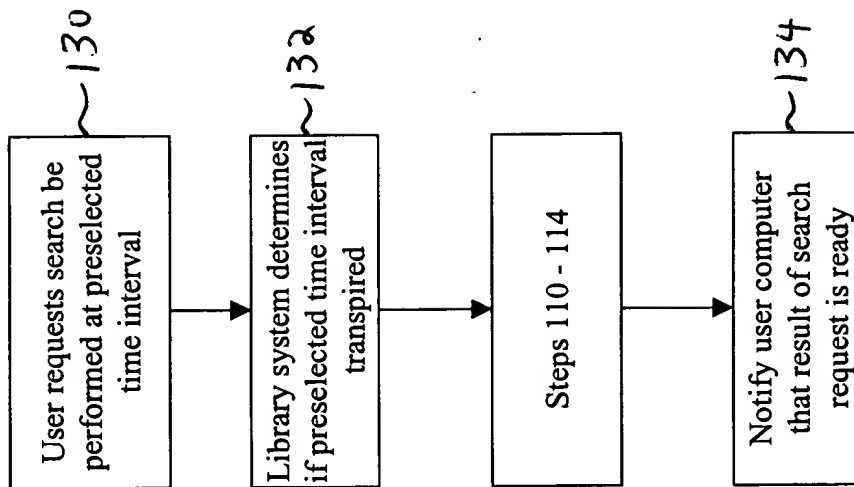 User requests search be
performed at preselected
time interval
130
Library system determines
if preselected time interval
transpired
132
Steps 110 - 114
Notify user computer
that result of search
request is ready
134